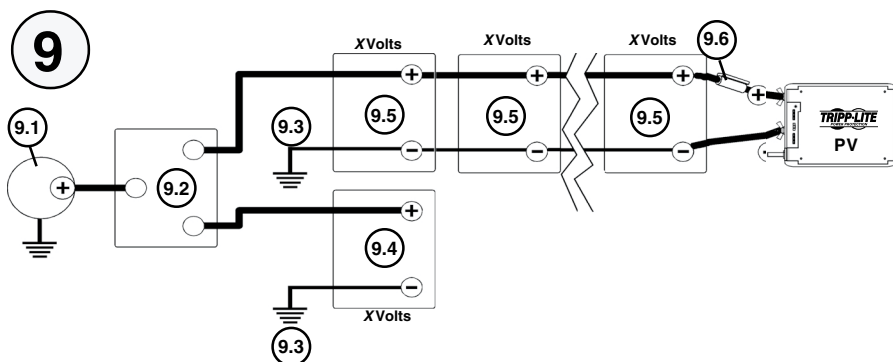 9
X Volts
X Volts
X Volts
9.6
9.1
9.2
9.3
+
9.5
−
+
9.5
−
+
9.5
−
+
TRIPP-LITE
POWER PROTECTION
PV
+
+
9.4
−
X Volts
9.3